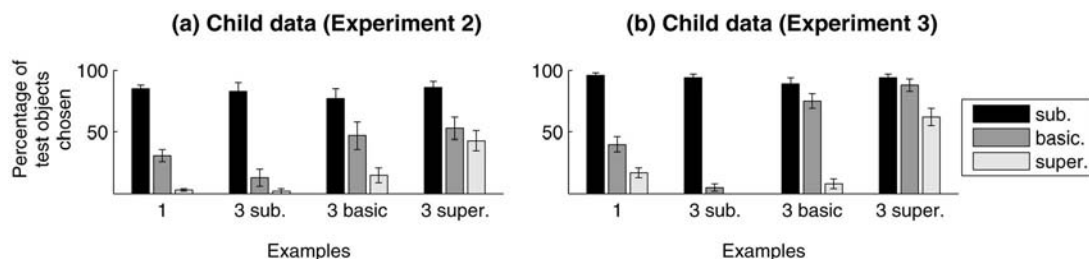 (a) Child data (Experiment 2)
(b) Child data (Experiment 3)
Percentage of
test objects
chosen
100
50
1
3 sub.
3 basic
3 super.
Examples
100
50
1
3 sub.
3 basic
3 super.
Examples
sub.
basic.
super.